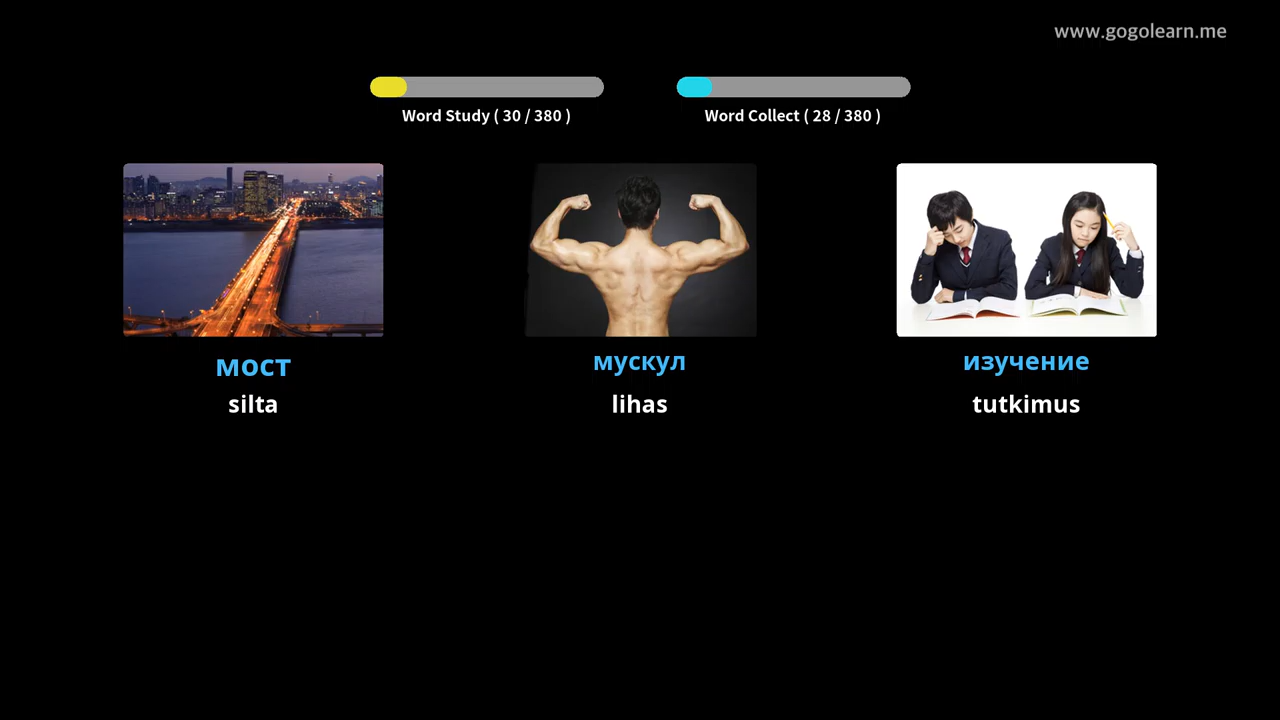 www.gogolearn.me
Word Study ( 30 / 380 )
Word Collect ( 28 / 380 )
мост
мускул
изучение
silta
lihas
tutkimus